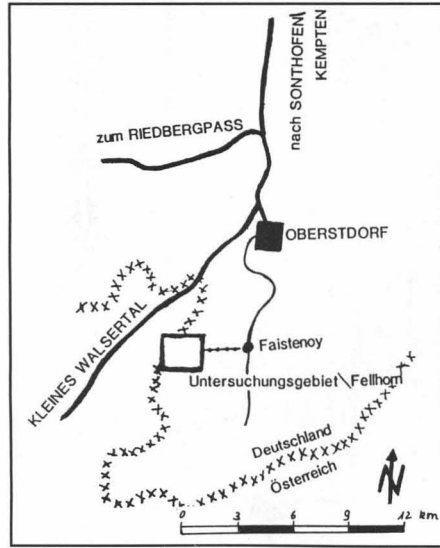 nach SONTHOFEN\
KEMPTEN
zum RIEDBERGPASS
OBERSTDORF
KLEINES WALSERTAL
Faistenoy
Untersuchungsgebiet\Fellhorn
Deutschland
Österreich
N
0 3 6 9 12 km